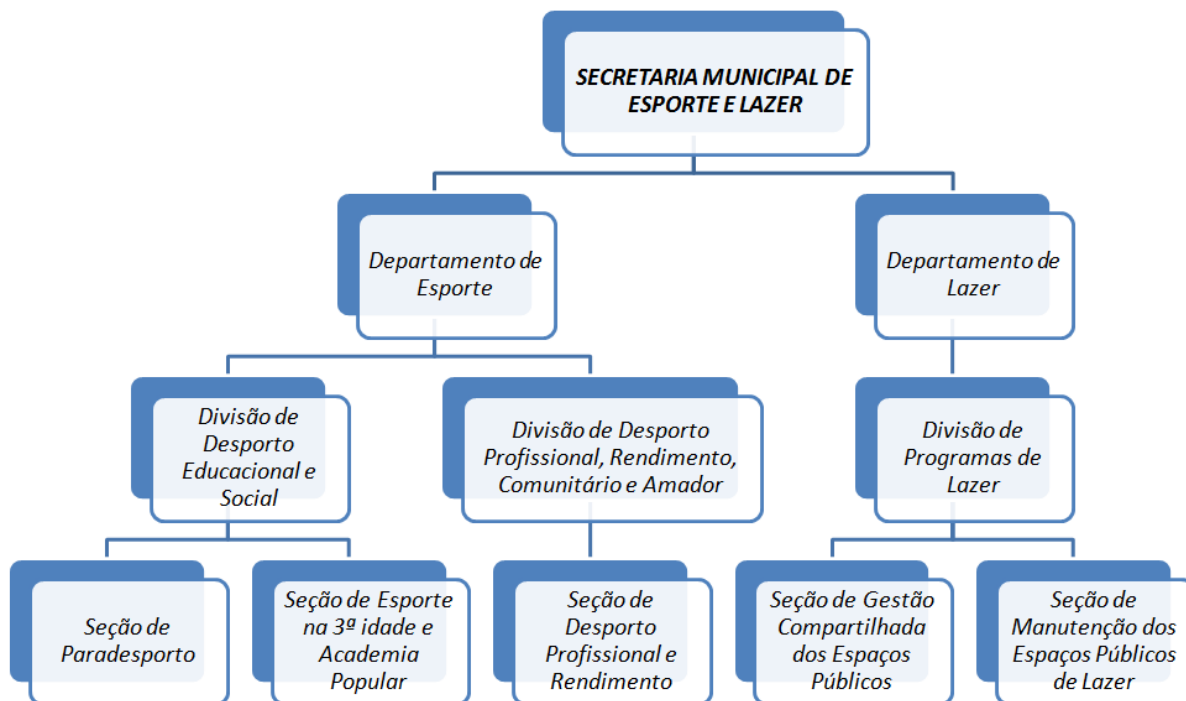 SECRETARIA MUNICIPAL DE
ESPORTE E LAZER
Departamento de
Esporte
Departamento de
Lazer
Divisão de
Desporto
Educacional e
Social
Divisão de Desporto
Profissional, Rendimento,
Comunitário e Amador
Divisão de
Programas de
Lazer
Seção de
Paradesporto
Seção de Esporte
na 3ª idade e
Academia
Popular
Seção de
Desporto
Profissional e
Rendimento
Seção de Gestão
Compartilhada
dos Espaços
Públicos
Seção de
Manutenção dos
Espaços Públicos
de Lazer